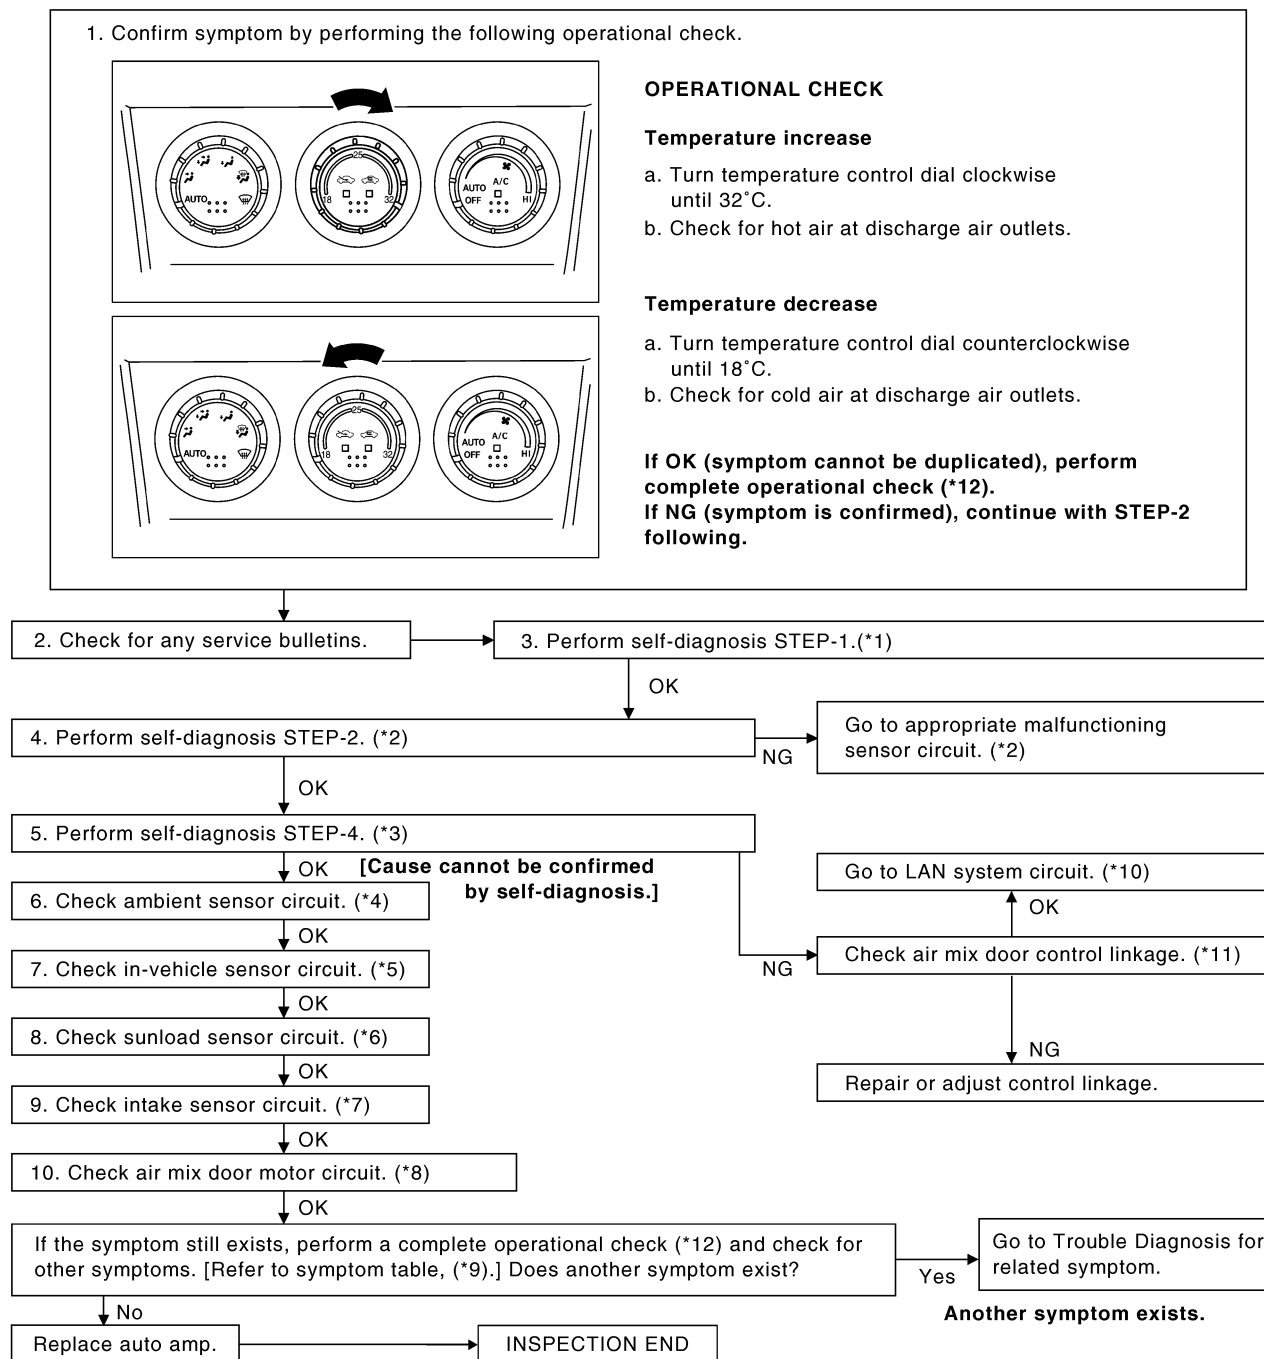 1. Confirm symptom by performing the following operational check.
25
18
32
AUTO
AUTO
OFF
A/C
HI
OPERATIONAL CHECK
Temperature increase
a. Turn temperature control dial clockwise
until 32˚C.
b. Check for hot air at discharge air outlets.
25
18
32
AUTO
AUTO
OFF
A/C
HI
Temperature decrease
a. Turn temperature control dial counterclockwise
until 18˚C.
b. Check for cold air at discharge air outlets.
If OK (symptom cannot be duplicated), perform
complete operational check (*12).
If NG (symptom is confirmed), continue with STEP-2
following.
2. Check for any service bulletins.
3. Perform self-diagnosis STEP-1.(*1)
OK
4. Perform self-diagnosis STEP-2. (*2)
NG
Go to appropriate malfunctioning
sensor circuit. (*2)
OK
5. Perform self-diagnosis STEP-4. (*3)
OK
[Cause cannot be confirmed
by self-diagnosis.]
Go to LAN system circuit. (*10)
OK
NG
Check air mix door control linkage. (*11)
NG
Repair or adjust control linkage.
6. Check ambient sensor circuit. (*4)
OK
7. Check in-vehicle sensor circuit. (*5)
OK
8. Check sunload sensor circuit. (*6)
OK
9. Check intake sensor circuit. (*7)
OK
10. Check air mix door motor circuit. (*8)
OK
If the symptom still exists, perform a complete operational check (*12) and check for
other symptoms. [Refer to symptom table, (*9).] Does another symptom exist?
Yes
Go to Trouble Diagnosis for
related symptom.
Another symptom exists.
No
Replace auto amp.
INSPECTION END